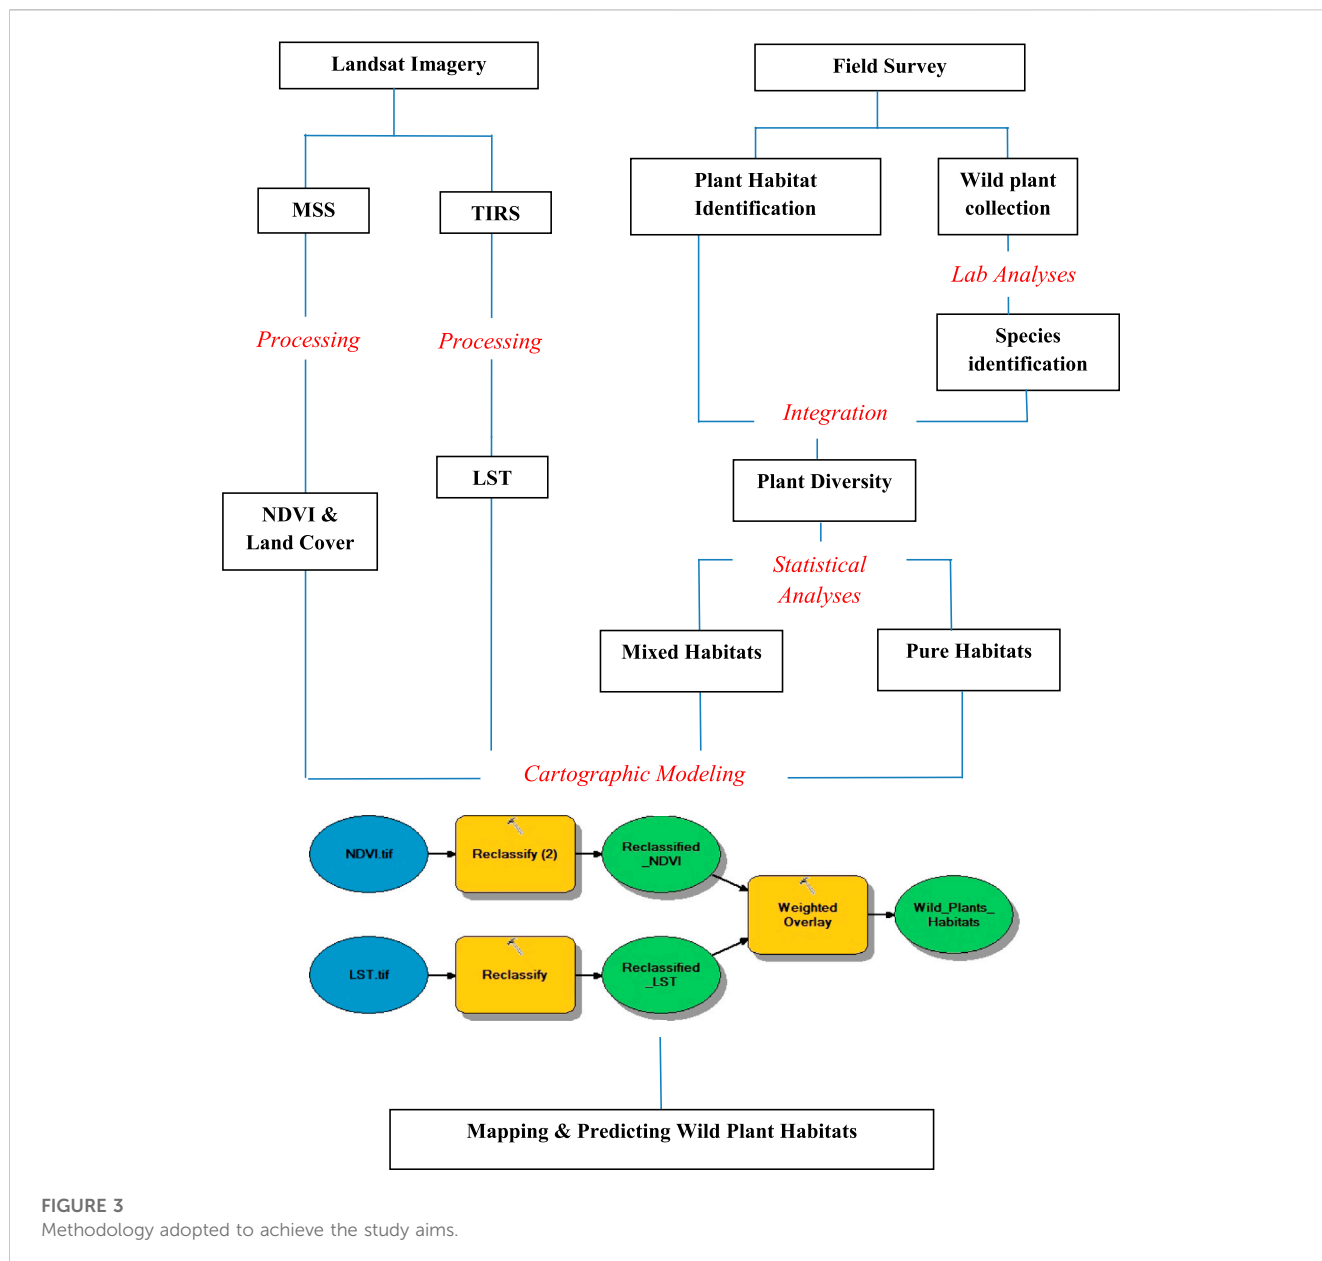 Landsat Imagery
Field Survey
MSS
TIRS
Plant Habitat
Identification
Wild plant
collection
Lab Analyses
Processing
Processing
Species
identification
Integration
LST
Plant Diversity
NDVI &
Land Cover
Statistical
Analyses
Mixed Habitats
Pure Habitats
Cartographic Modeling
NDVI.tif
Reclassify (2)
Reclassified
_NDVI
Weighted
Overlay
Wild_Plants_
Habitats
LST.tif
Reclassify
Reclassified
_LST
Mapping & Predicting Wild Plant Habitats
FIGURE 3
Methodology adopted to achieve the study aims.